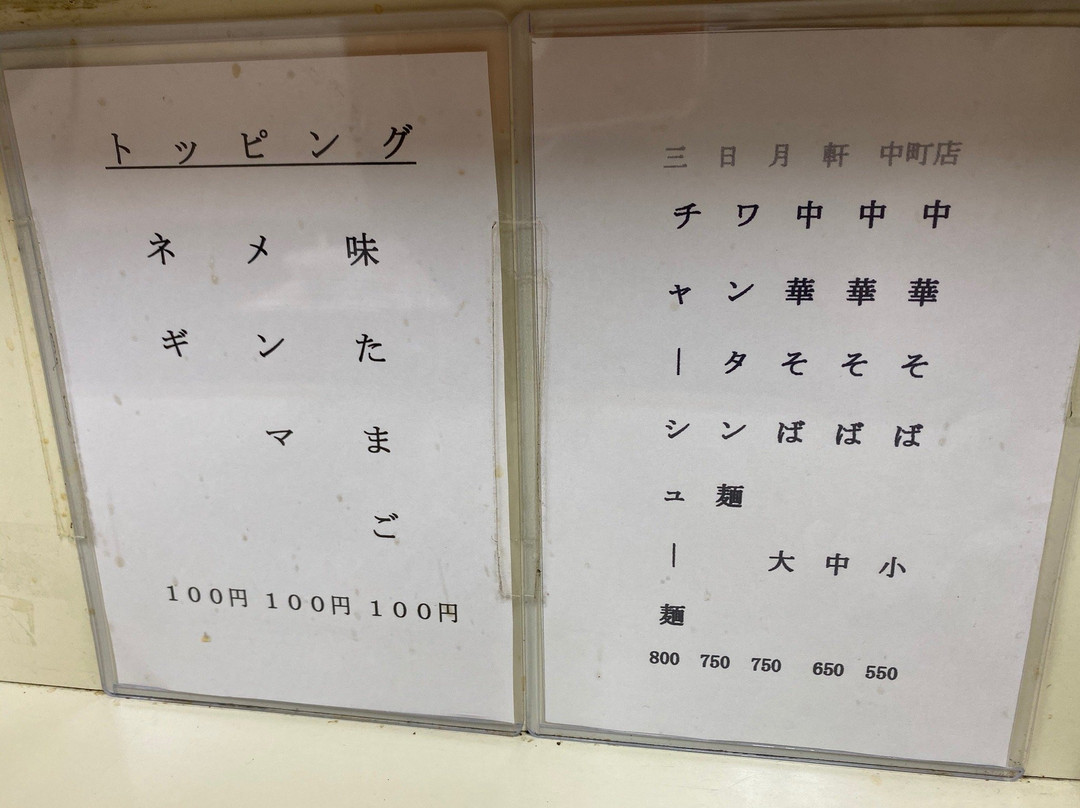 トッピング
味たまご 100円
メンマ 100円
ネギ 100円
三日月軒 中町店
中華そば 小 550
中華そば 中 650
中華そば 大 750
ワンタン麺 750
チャーシュー麺 800